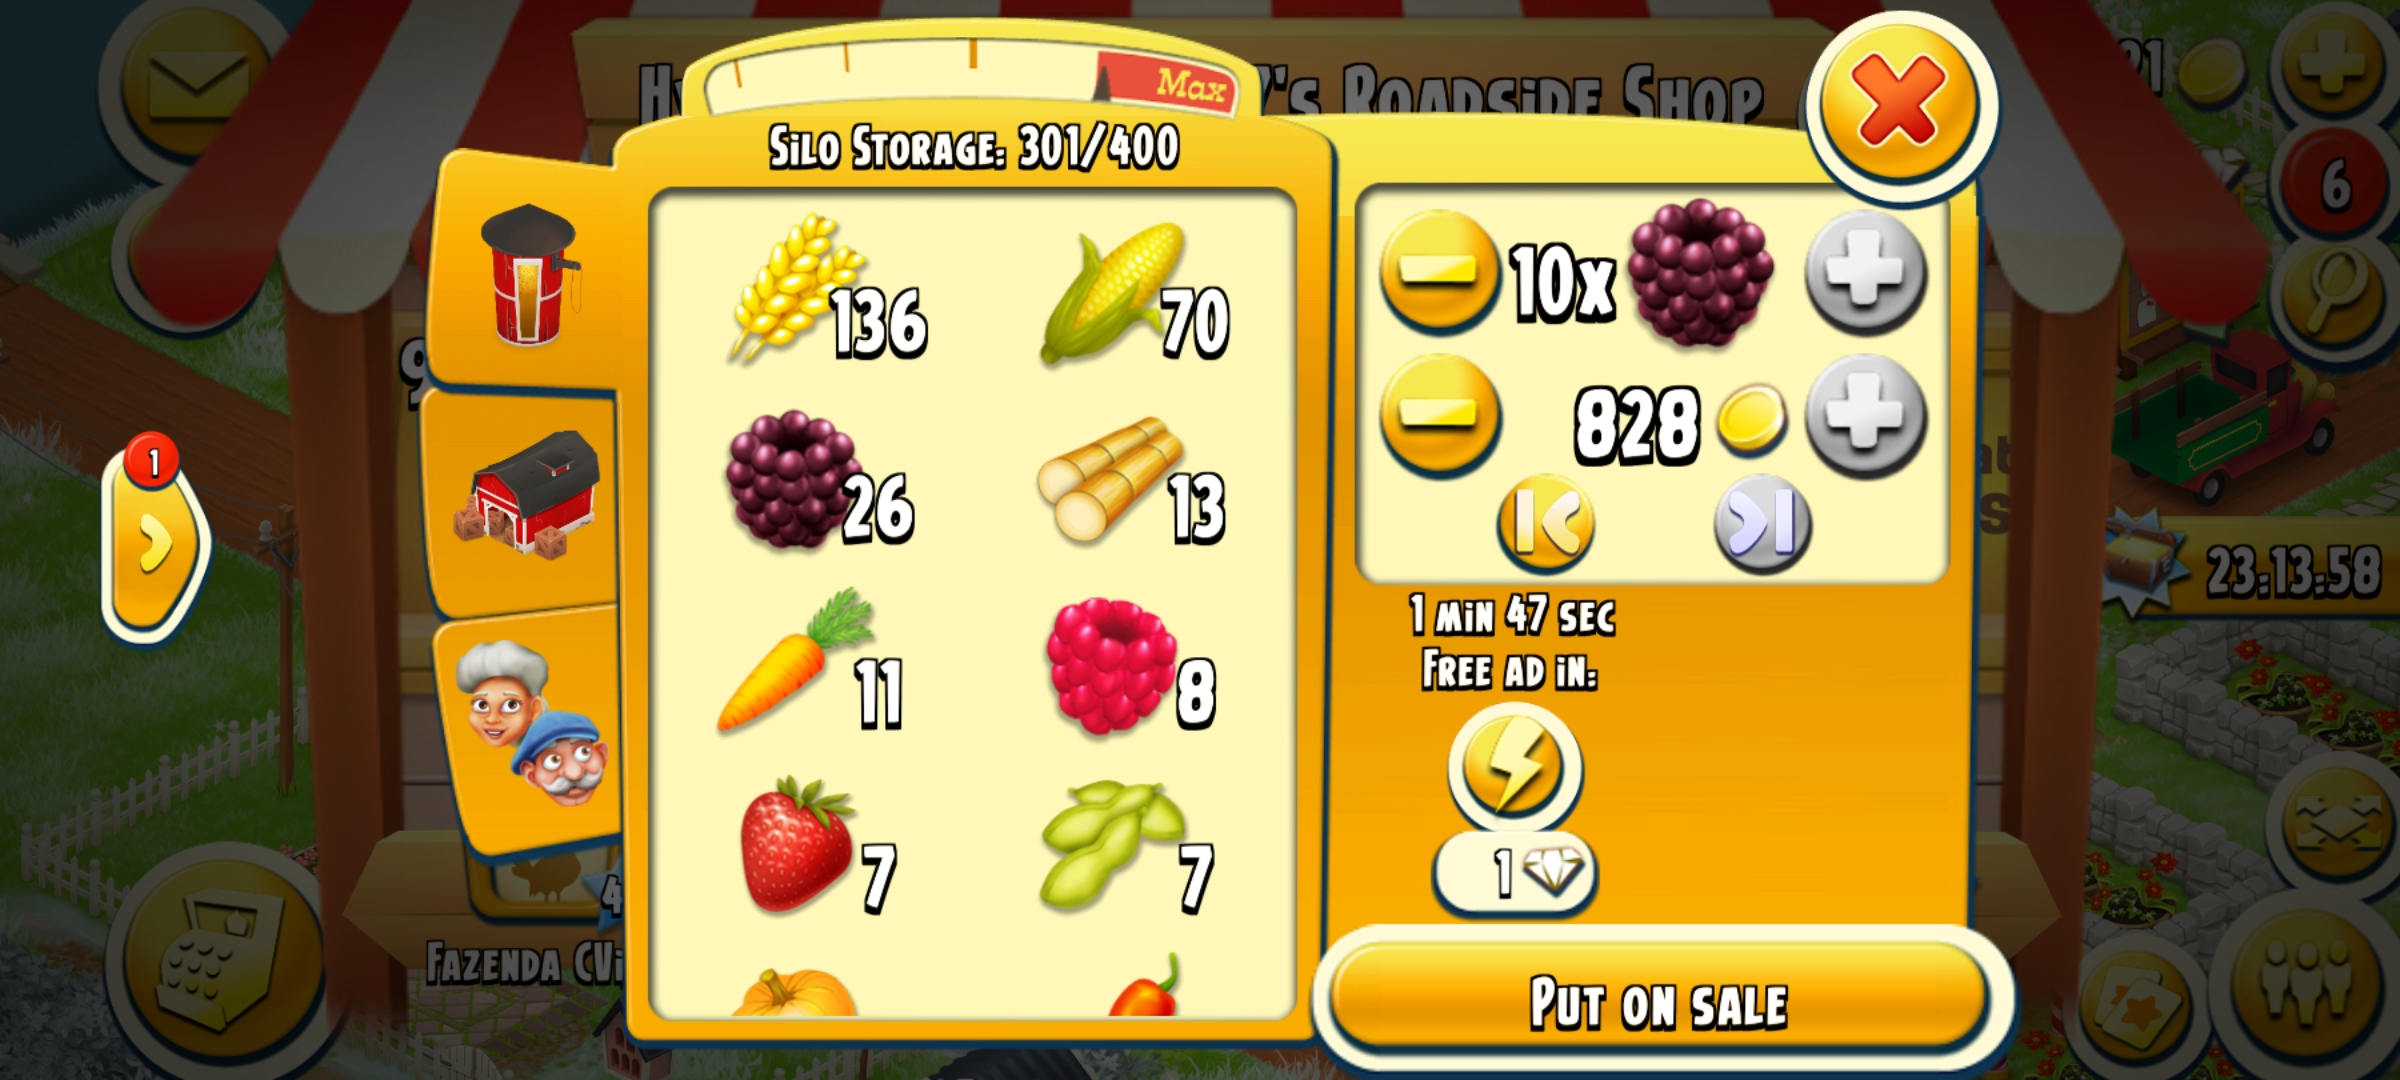 Max
'S ROADSIDE SHOP
SILO STORAGE: 301/400
136
70
26
13
11
8
7
7
10x
828
1 MIN 47 SEC
FREE AD IN:
1
PUT ON SALE
1
6
23:13:58
FAZENDA